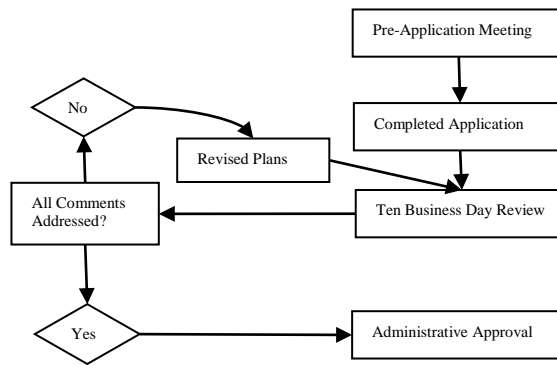 Pre-Application Meeting
No
Completed Application
Revised Plans
All Comments
Addressed?
Ten Business Day Review
Yes
Administrative Approval